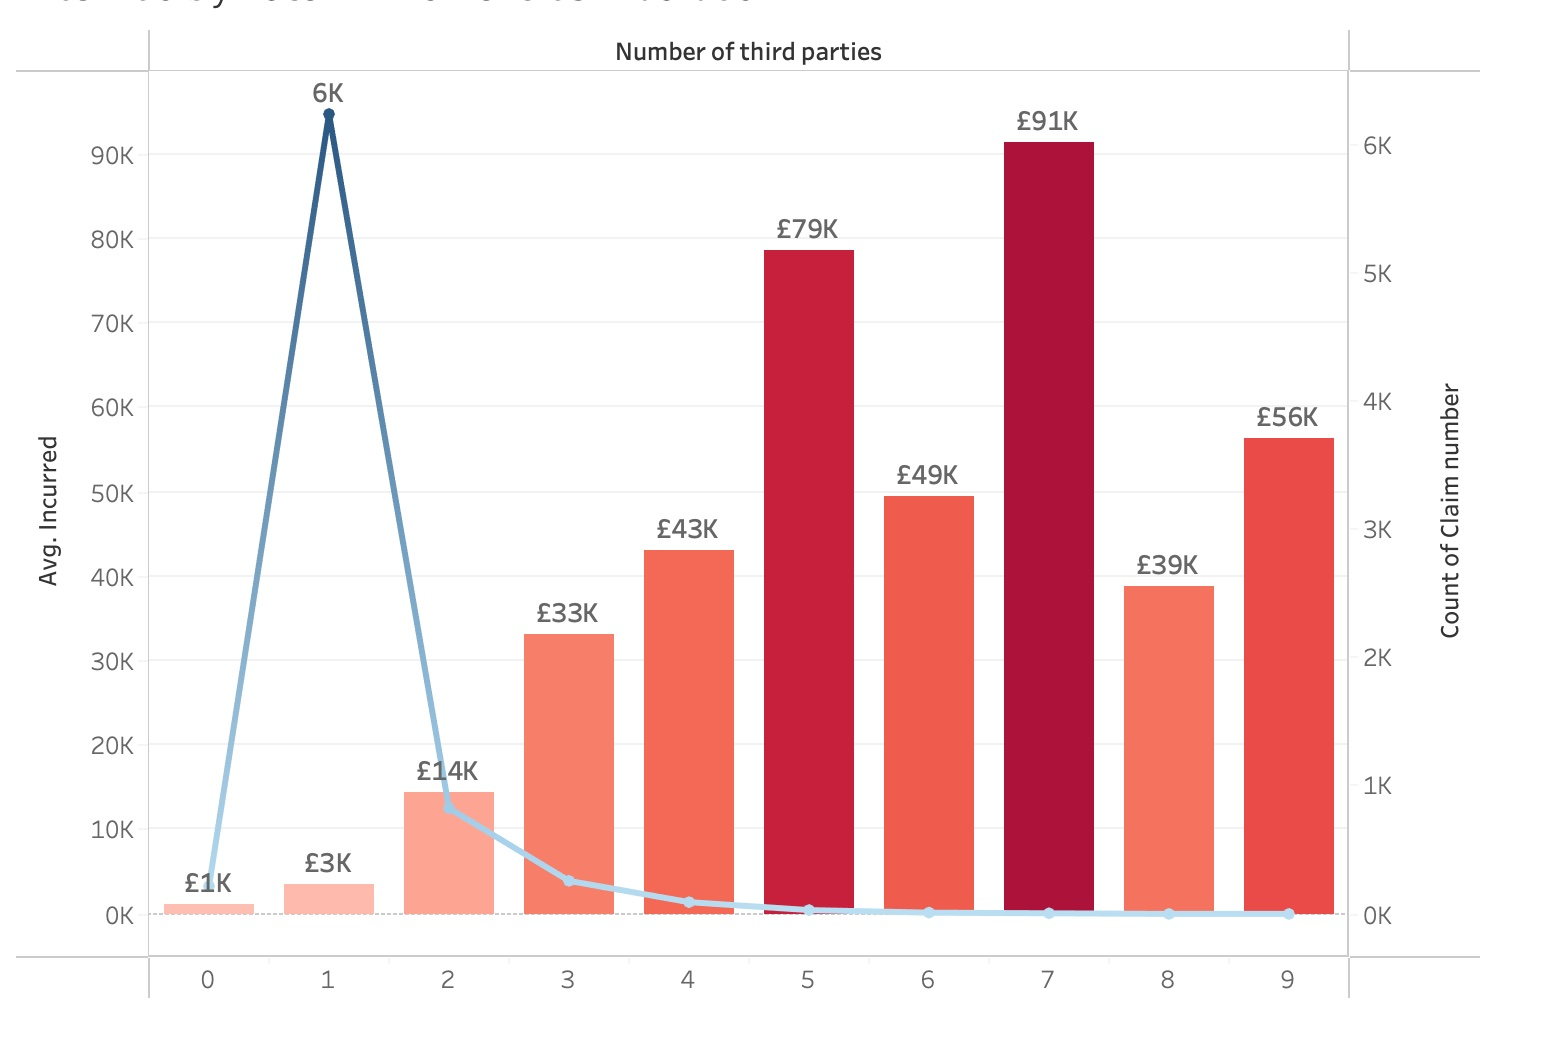 Number of third parties
6K
£91K
90K
6K
£79K
80K
5K
70K
60K
4K
£56K
£49K
50K
£43K
3K
40K
£39K
£33K
30K
2K
20K
£14K
1K
10K
£3K
£1K
0K
0K
Avg. Incurred
Count of Claim number
0 1 2 3 4 5 6 7 8 9